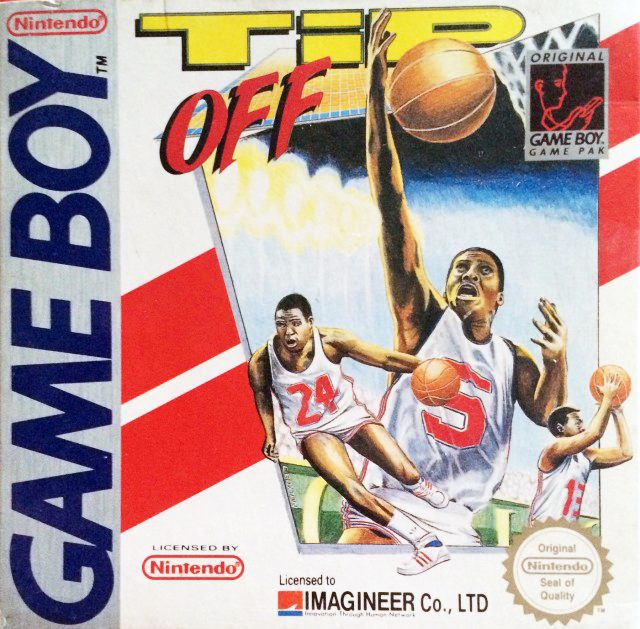 Nintendo
GAME BOY
TM
TiP
OFF
ORIGINAL
GAME BOY
GAME PAK
24
51
13
LICENSED BY
Nintendo
Licensed to
IMAGINEER Co., LTD
Innovation Through Human Network
Original
Nintendo
Seal of
Quality
TM